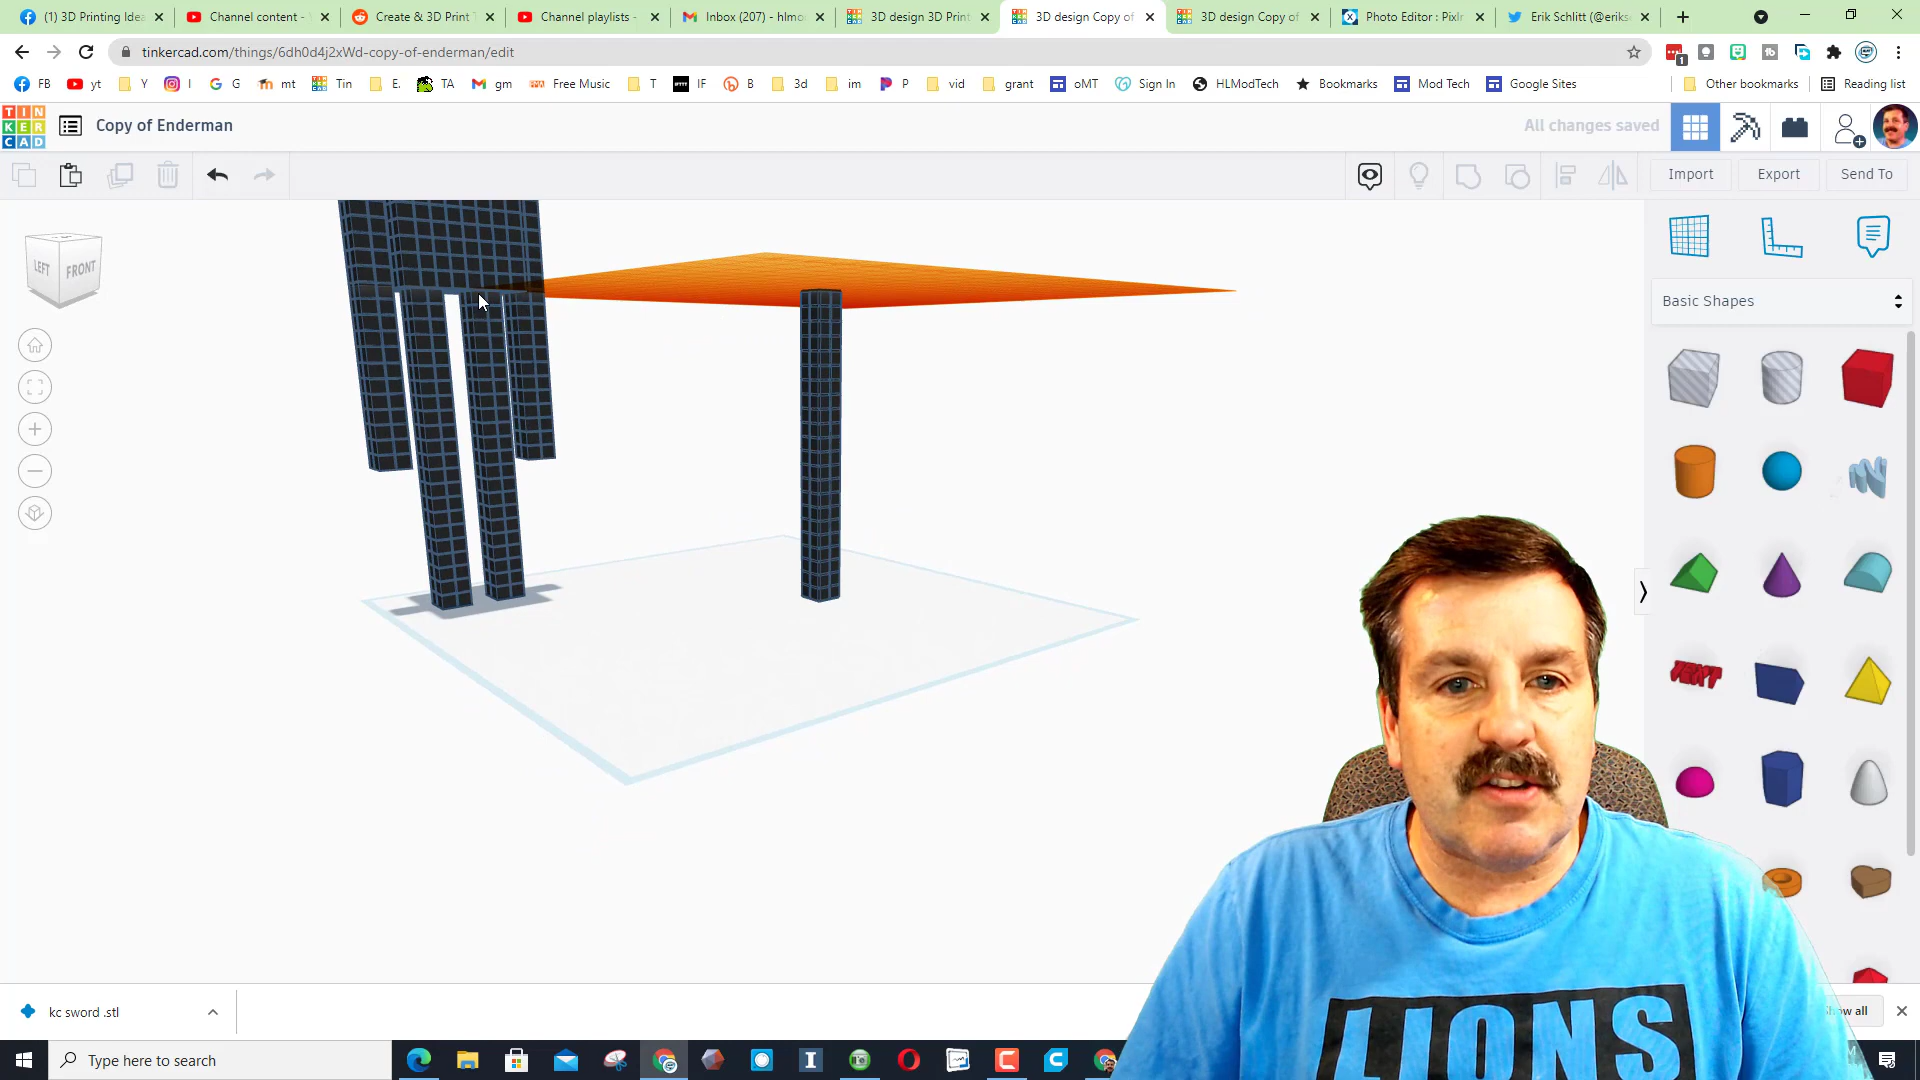 (1) 3D Printing Idea
Channel content -
Create & 3D Print T
Channel playlists -
Inbox (207) - hlmo
3D design 3D Print
3D design Copy of
3D design Copy of
Photo Editor : Pixlr
Erik Schlitt (@eriks
tinkercad.com/things/6dh0d4j2xWd-copy-of-enderman/edit
1
FB yt Y I G mt Tin E. TA gm Free Music T IF B 3d im P vid grant oMT Sign In HLModTech Bookmarks Mod Tech Google Sites Other bookmarks Reading list
TIN
KER
CAD
Copy of Enderman
All changes saved
Import
Export
Send To
LEFT
FRONT
Basic Shapes
TEXT
kc sword .stl
Show all
LIONS
Type here to search